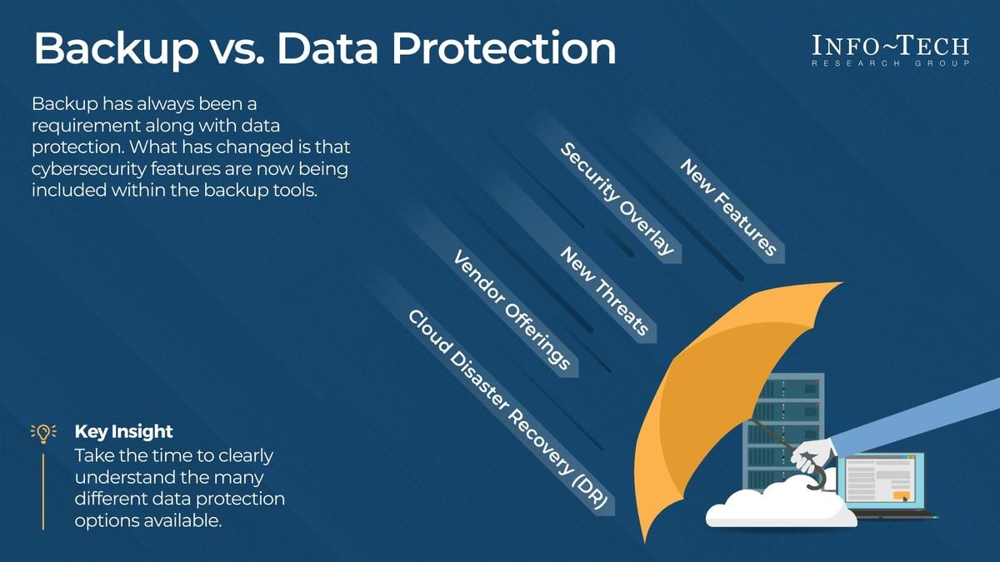 Backup vs. Data Protection
INFO~TECH
RESEARCH GROUP
Backup has always been a
requirement along with data
protection. What has changed is that
cybersecurity features are now being
included within the backup tools.
Security Overlay
New Features
Vendor Offerings
New Threats
Cloud Disaster Recovery (DR)
Key Insight
Take the time to clearly
understand the many
different data protection
options available.